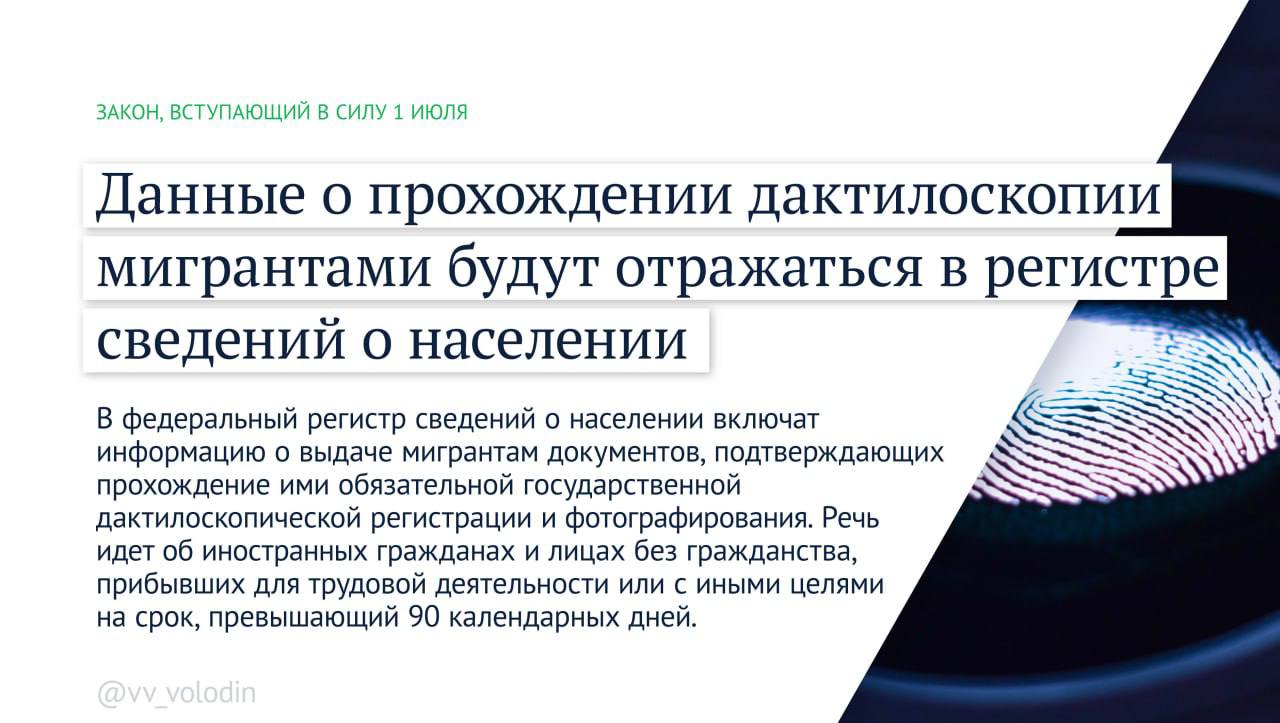 ЗАКОН, ВСТУПАЮЩИЙ В СИЛУ 1 ИЮЛЯ
Данные о прохождении дактилоскопии
мигрантами будут отражаться в регистре
сведений о населении
В федеральный регистр сведений о населении включат
информацию о выдаче мигрантам документов, подтверждающих
прохождение ими обязательной государственной
дактилоскопической регистрации и фотографирования. Речь
идет об иностранных гражданах и лицах без гражданства,
прибывших для трудовой деятельности или с иными целями
на срок, превышающий 90 календарных дней.
@vv_volodin